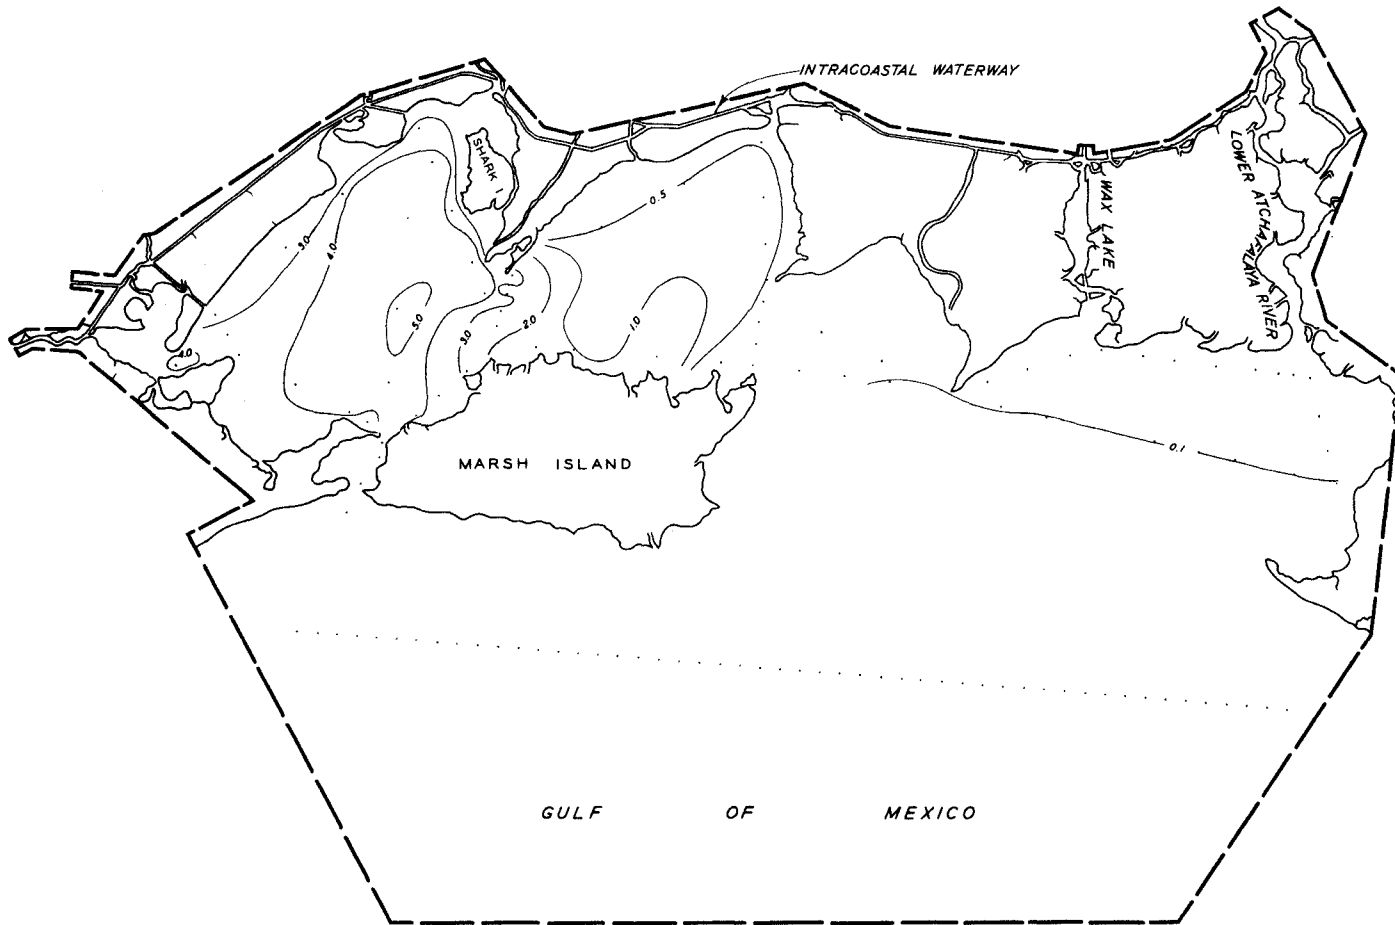 INTRACOASTAL WATERWAY
SHARK I
LOWER ATCHAFALAYA RIVER
WAX LAKE
0.5
3.0
4.0
5.0
3.0
2.0
1.0
4.0
0.1
MARSH ISLAND
GULF OF MEXICO